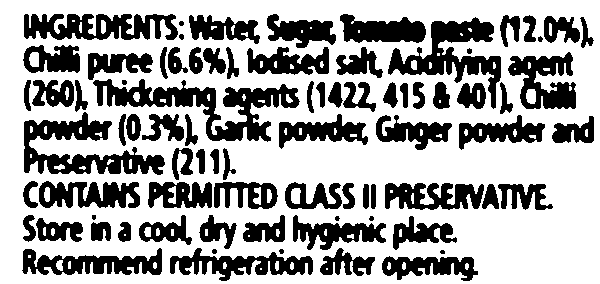 INGREDIENTS: Water, Sugar, Tomato paste (12.0%),
Chilli puree (6.6%), Iodised salt, Acidifying agent
(260), Thickening agents (1422, 415 & 401), Chilli
powder (0.3%), Garlic powder, Ginger powder and
Preservative (211).
CONTAINS PERMITTED CLASS II PRESERVATIVE.
Store in a cool, dry and hygienic place.
Recommend refrigeration after opening.